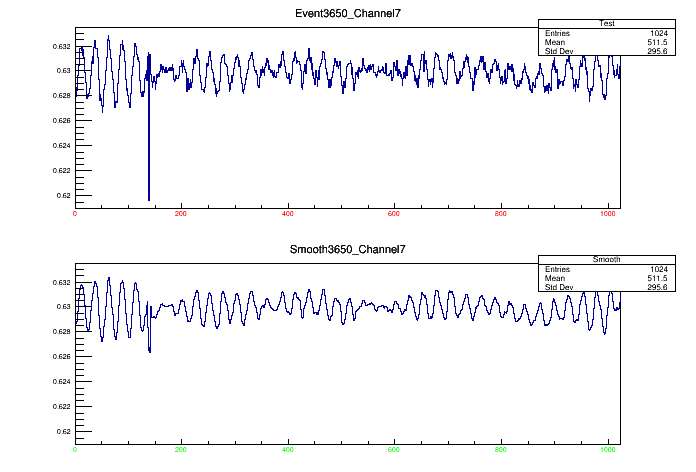 Event3650_Channel7
Test
Entries 1024
Mean 511.5
Std Dev 295.6
0.632
0.63
0.628
0.626
0.624
0.622
0.62
0 200 400 600 800 1000
Smooth3650_Channel7
Smooth
Entries 1024
Mean 511.5
Std Dev 295.6
0.632
0.63
0.628
0.626
0.624
0.622
0.62
0 200 400 600 800 1000